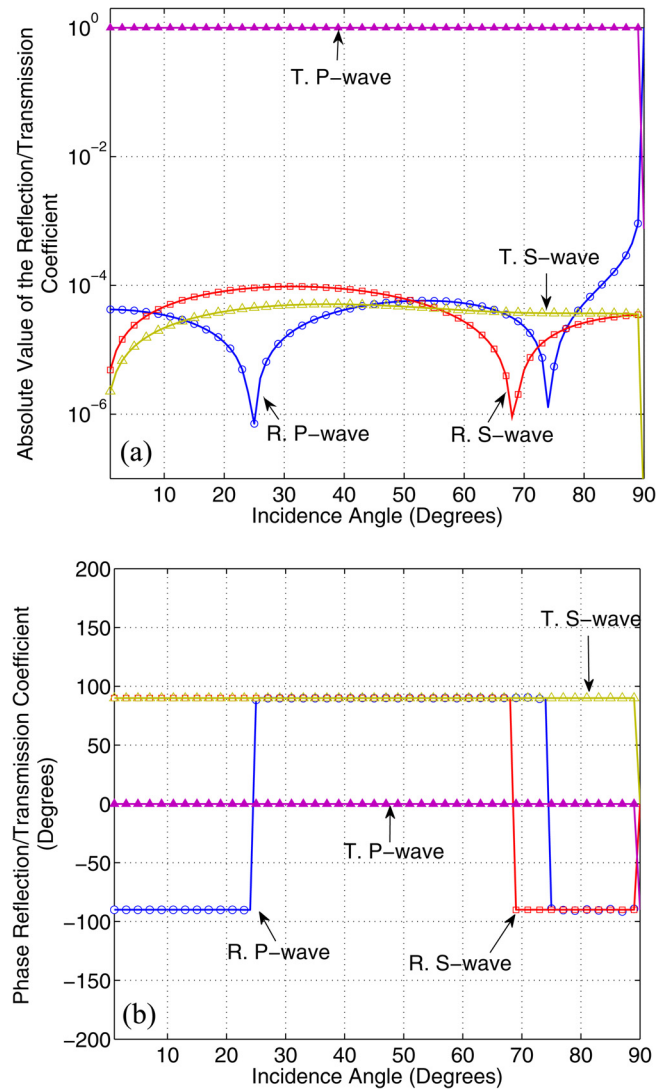 Absolute Value of the Reflection/Transmission
Coefficient
10^0
10^−2
10^−4
10^−6
T. P−wave
T. S−wave
R. P−wave
R. S−wave
(a)
10 20 30 40 50 60 70 80 90
Incidence Angle (Degrees)
Phase Reflection/Transmission Coefficient
(Degrees)
200
150
100
50
0
−50
−100
−150
−200
T. S−wave
T. P−wave
R. P−wave
R. S−wave
(b)
10 20 30 40 50 60 70 80 90
Incidence Angle (Degrees)